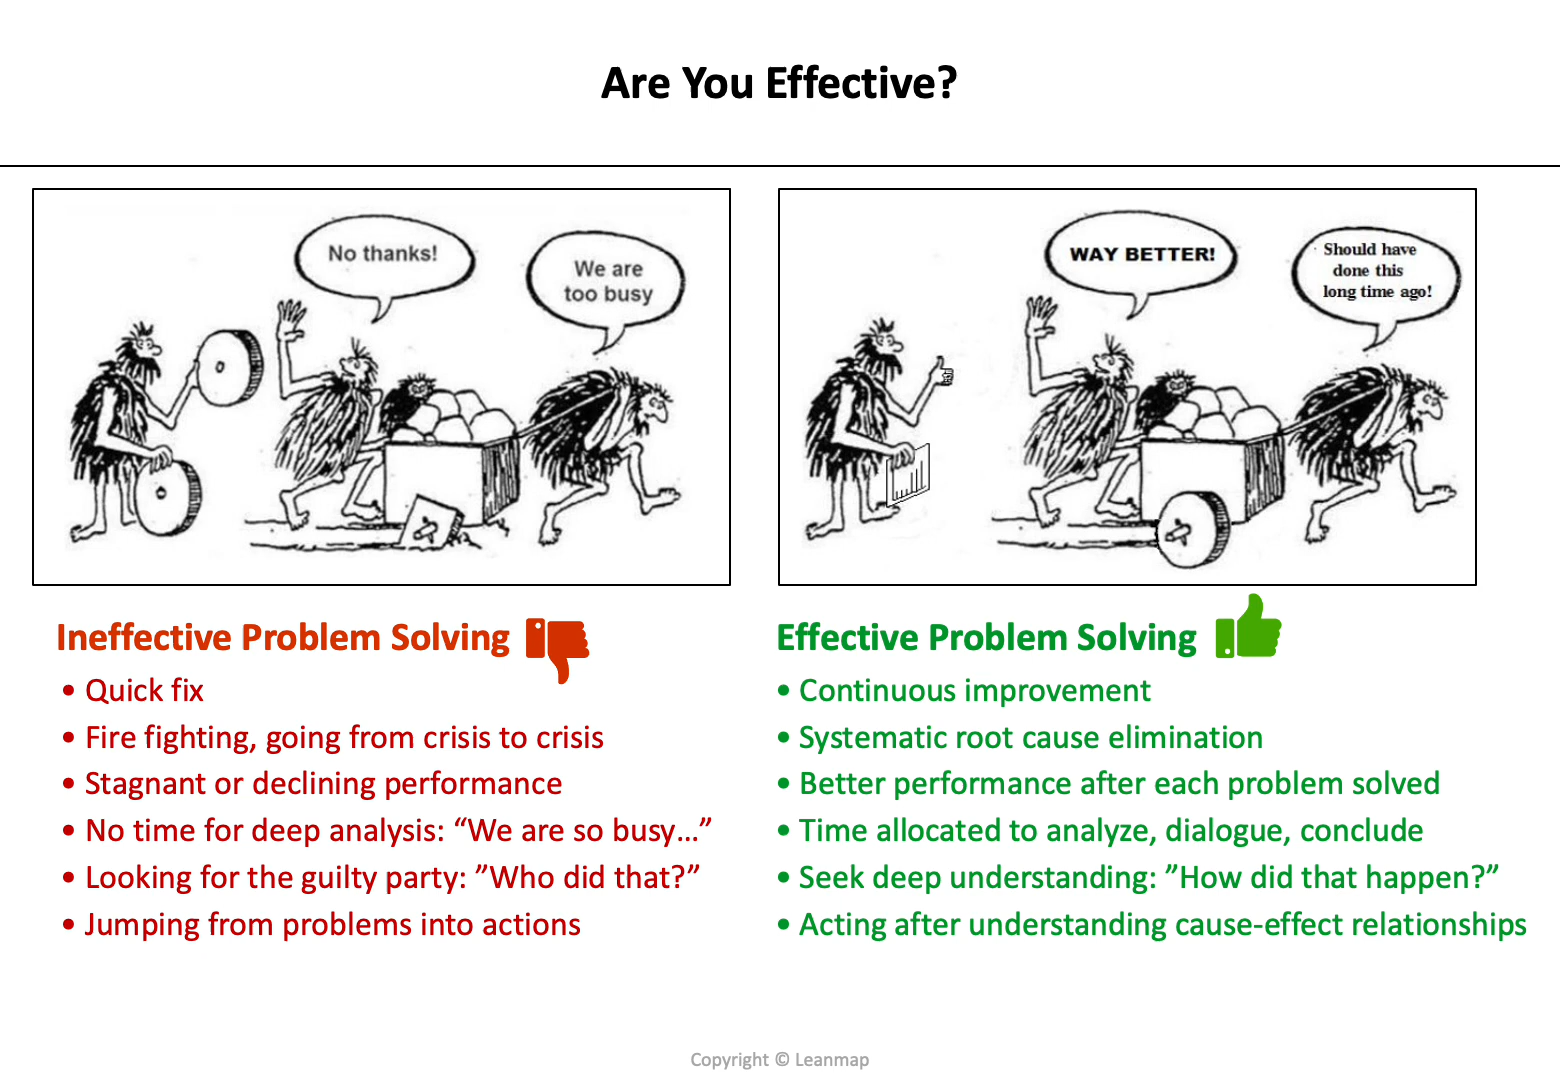 Are You Effective?
No thanks!
We are
too busy
WAY BETTER!
Should have
done this
long time ago!
Ineffective Problem Solving
• Quick fix
• Fire fighting, going from crisis to crisis
• Stagnant or declining performance
• No time for deep analysis: “We are so busy…”
• Looking for the guilty party: ”Who did that?”
• Jumping from problems into actions
Effective Problem Solving
• Continuous improvement
• Systematic root cause elimination
• Better performance after each problem solved
• Time allocated to analyze, dialogue, conclude
• Seek deep understanding: ”How did that happen?”
• Acting after understanding cause-effect relationships
Copyright © Leanmap